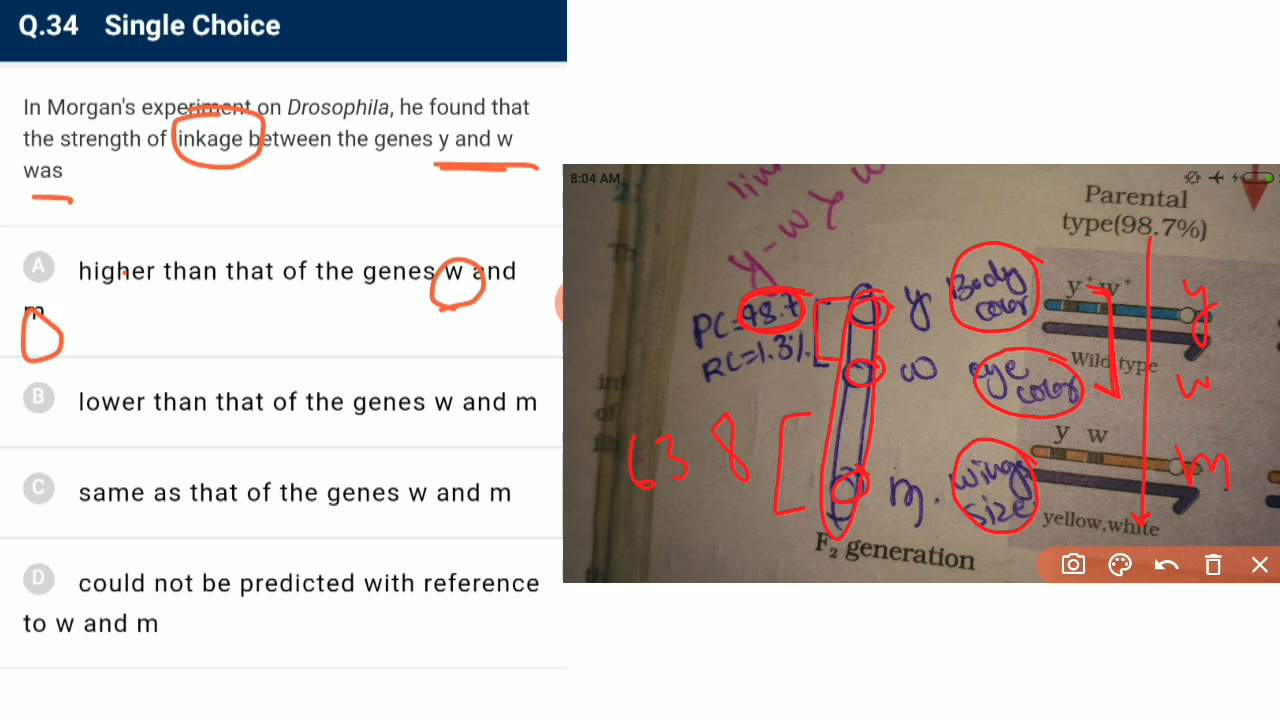 Q.34 Single Choice
In Morgan's experiment on Drosophila, he found that
the strength of linkage between the genes y and w
was
A higher than that of the genes w and
m
B lower than that of the genes w and m
C same as that of the genes w and m
D could not be predicted with reference
to w and m
8:04 AM
Parental
type(98.7%)
y - w
PC=98.7
RC=1.3%
y Body color
w eye color
m. wings size
63 8
y+ w+
Wild type
y w
yellow,white
y
w
m
F2 generation